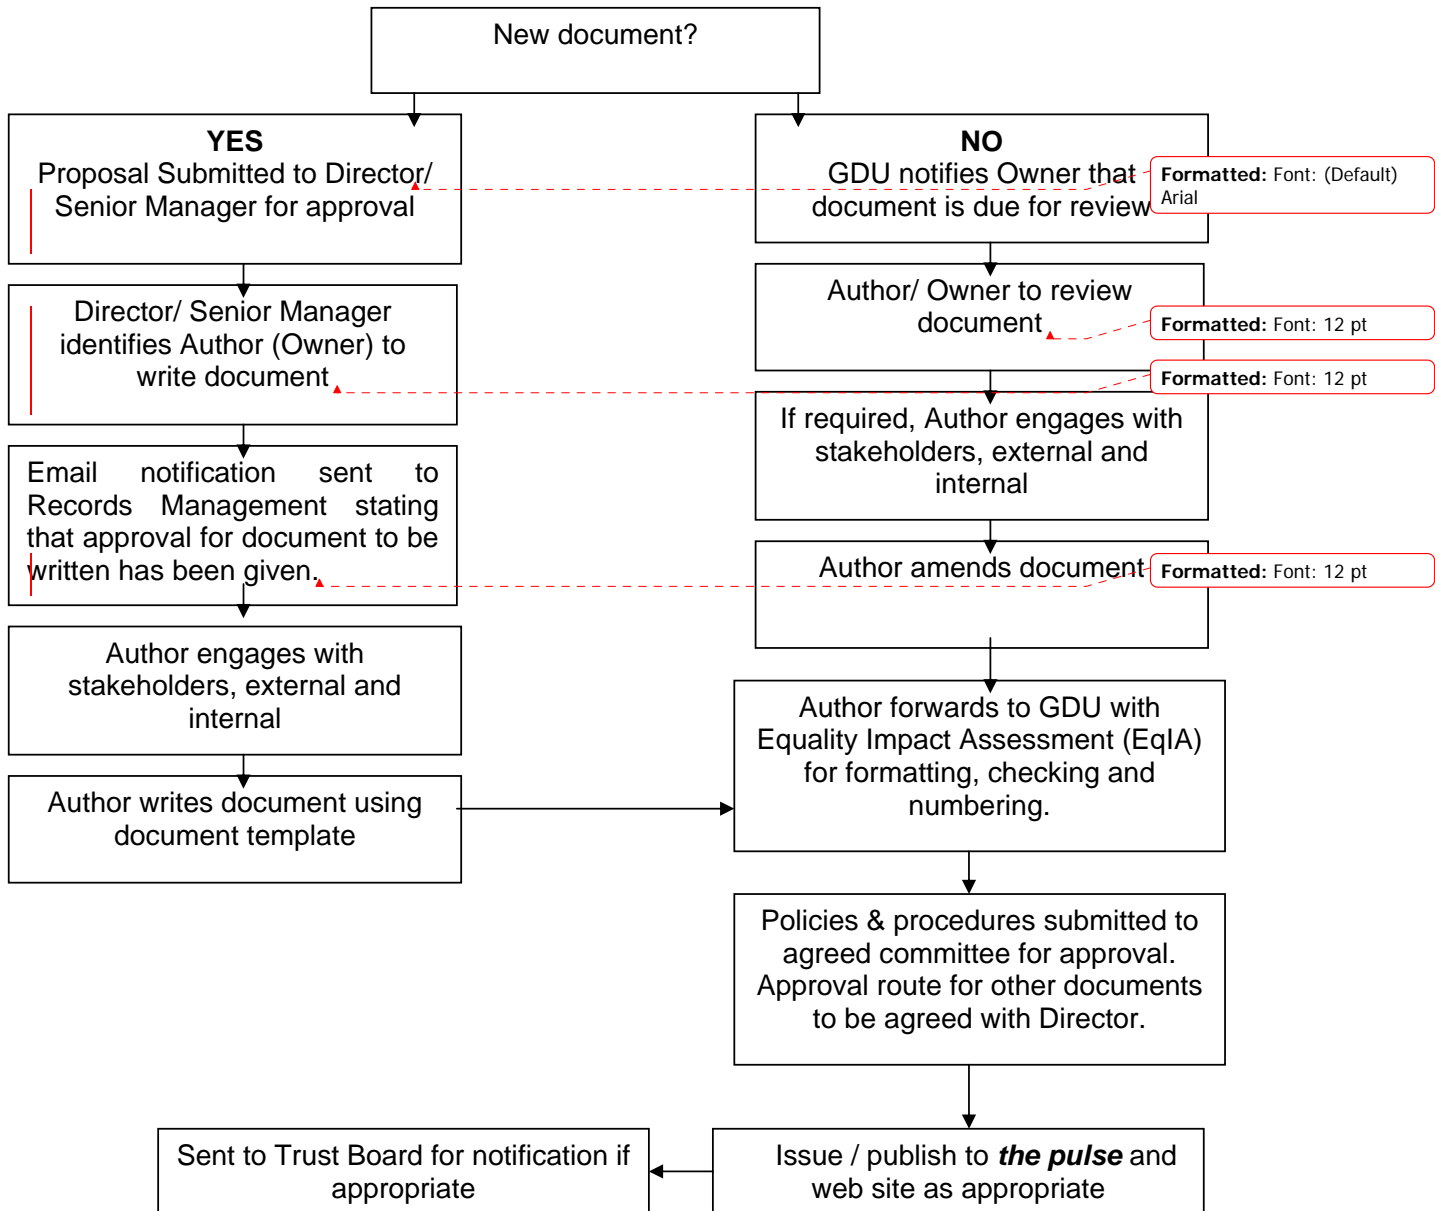 New document?
YES
Proposal Submitted to Director/
Senior Manager for approval
NO
GDU notifies Owner that
document is due for review
Formatted: Font: (Default)
Arial
Director/ Senior Manager
identifies Author (Owner) to
write document
Author/ Owner to review
document
Formatted: Font: 12 pt
Formatted: Font: 12 pt
Email notification sent to
Records Management stating
that approval for document to be
written has been given.
If required, Author engages with
stakeholders, external and
internal
Author amends document
Formatted: Font: 12 pt
Author engages with
stakeholders, external and
internal
Author writes document using
document template
Author forwards to GDU with
Equality Impact Assessment (EqIA)
for formatting, checking and
numbering.
Policies & procedures submitted to
agreed committee for approval.
Approval route for other documents
to be agreed with Director.
Sent to Trust Board for notification if
appropriate
Issue / publish to the pulse and
web site as appropriate